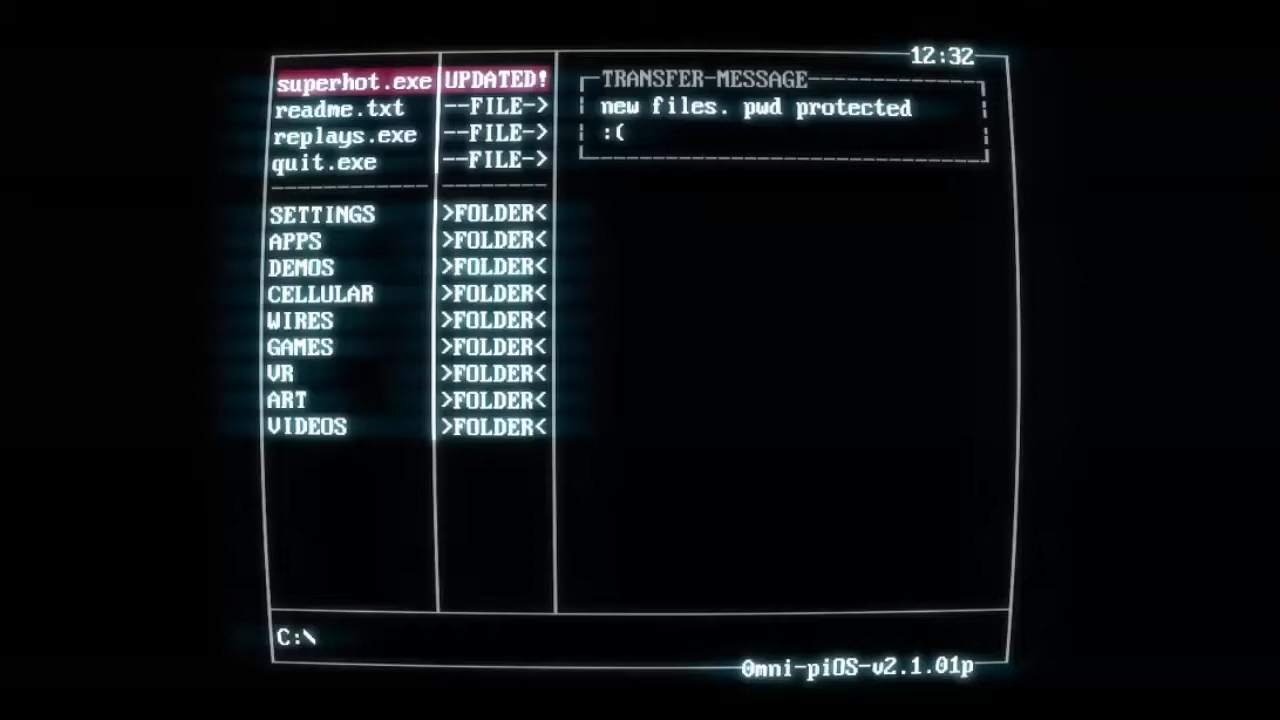 12:32
superhot.exe UPDATED!
readme.txt --FILE->
replays.exe --FILE->
quit.exe --FILE->
SETTINGS >FOLDER<
APPS >FOLDER<
DEMOS >FOLDER<
CELLULAR >FOLDER<
WIRES >FOLDER<
GAMES >FOLDER<
VR >FOLDER<
ART >FOLDER<
VIDEOS >FOLDER<
TRANSFER-MESSAGE
new files. pwd protected
:(
C:\
0mni-piOS-v2.1.01p